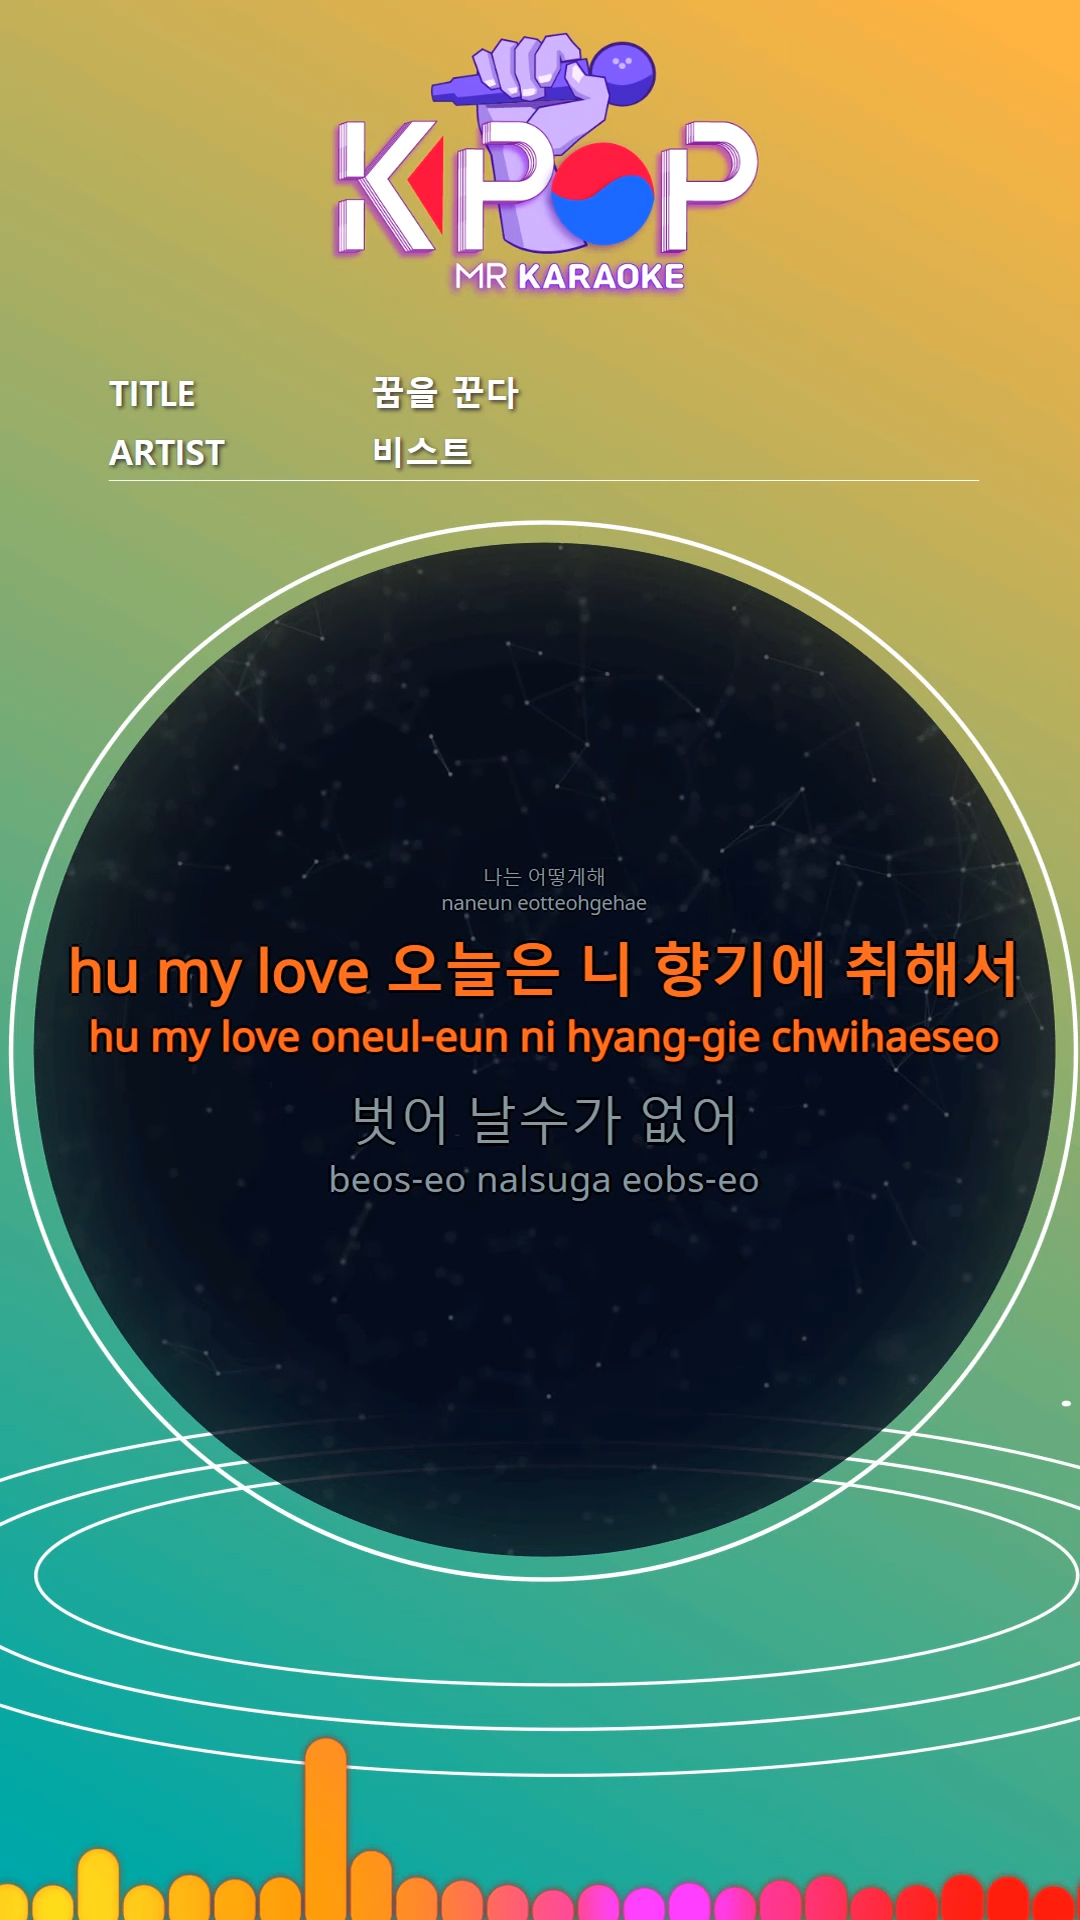 KPOP
MR KARAOKE
TITLE 꿈을 꾼다
ARTIST 비스트
나는 어떻게해
naneun eotteohgehae
hu my love 오늘은 니 향기에 취해서
hu my love oneul-eun ni hyang-gie chwihaeseo
벗어 날수가 없어
beos-eo nalsuga eobs-eo